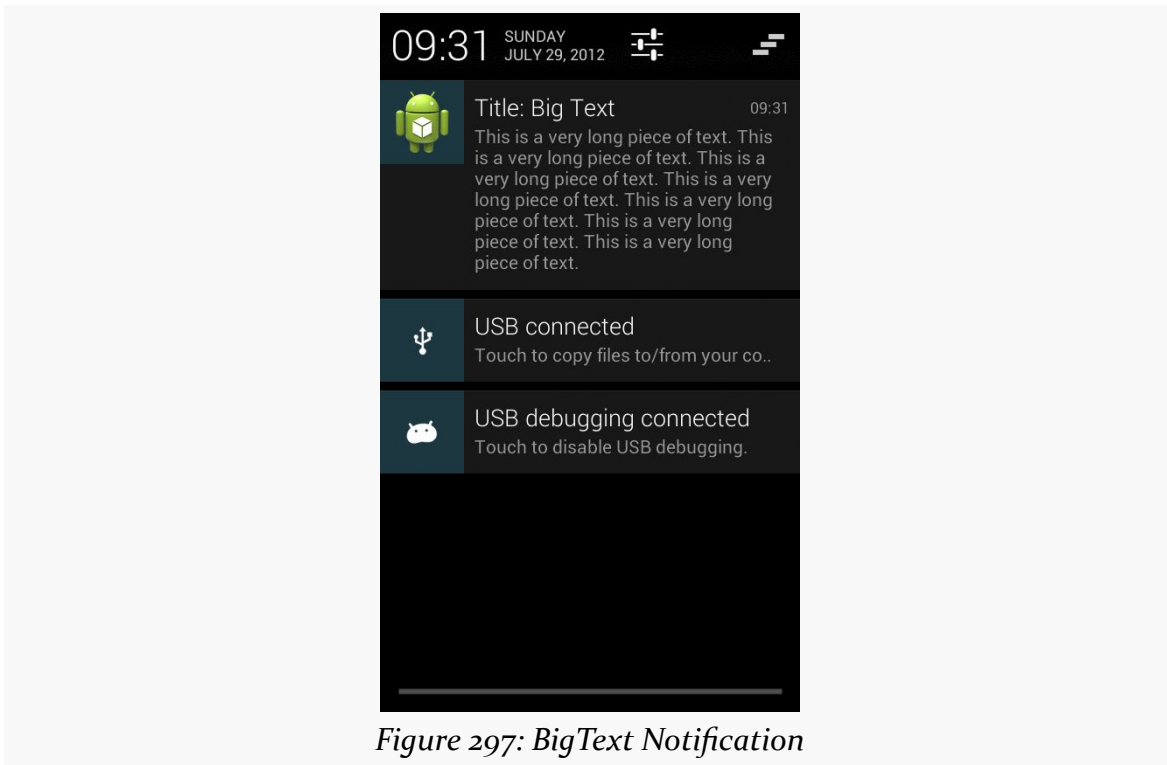 09:31 SUNDAY
JULY 29, 2012
Title: Big Text 09:31
This is a very long piece of text. This
is a very long piece of text. This is a
very long piece of text. This is a very
long piece of text. This is a very long
piece of text. This is a very long
piece of text. This is a very long
piece of text.
USB connected
Touch to copy files to/from your co..
USB debugging connected
Touch to disable USB debugging.
Figure 297: BigText Notification